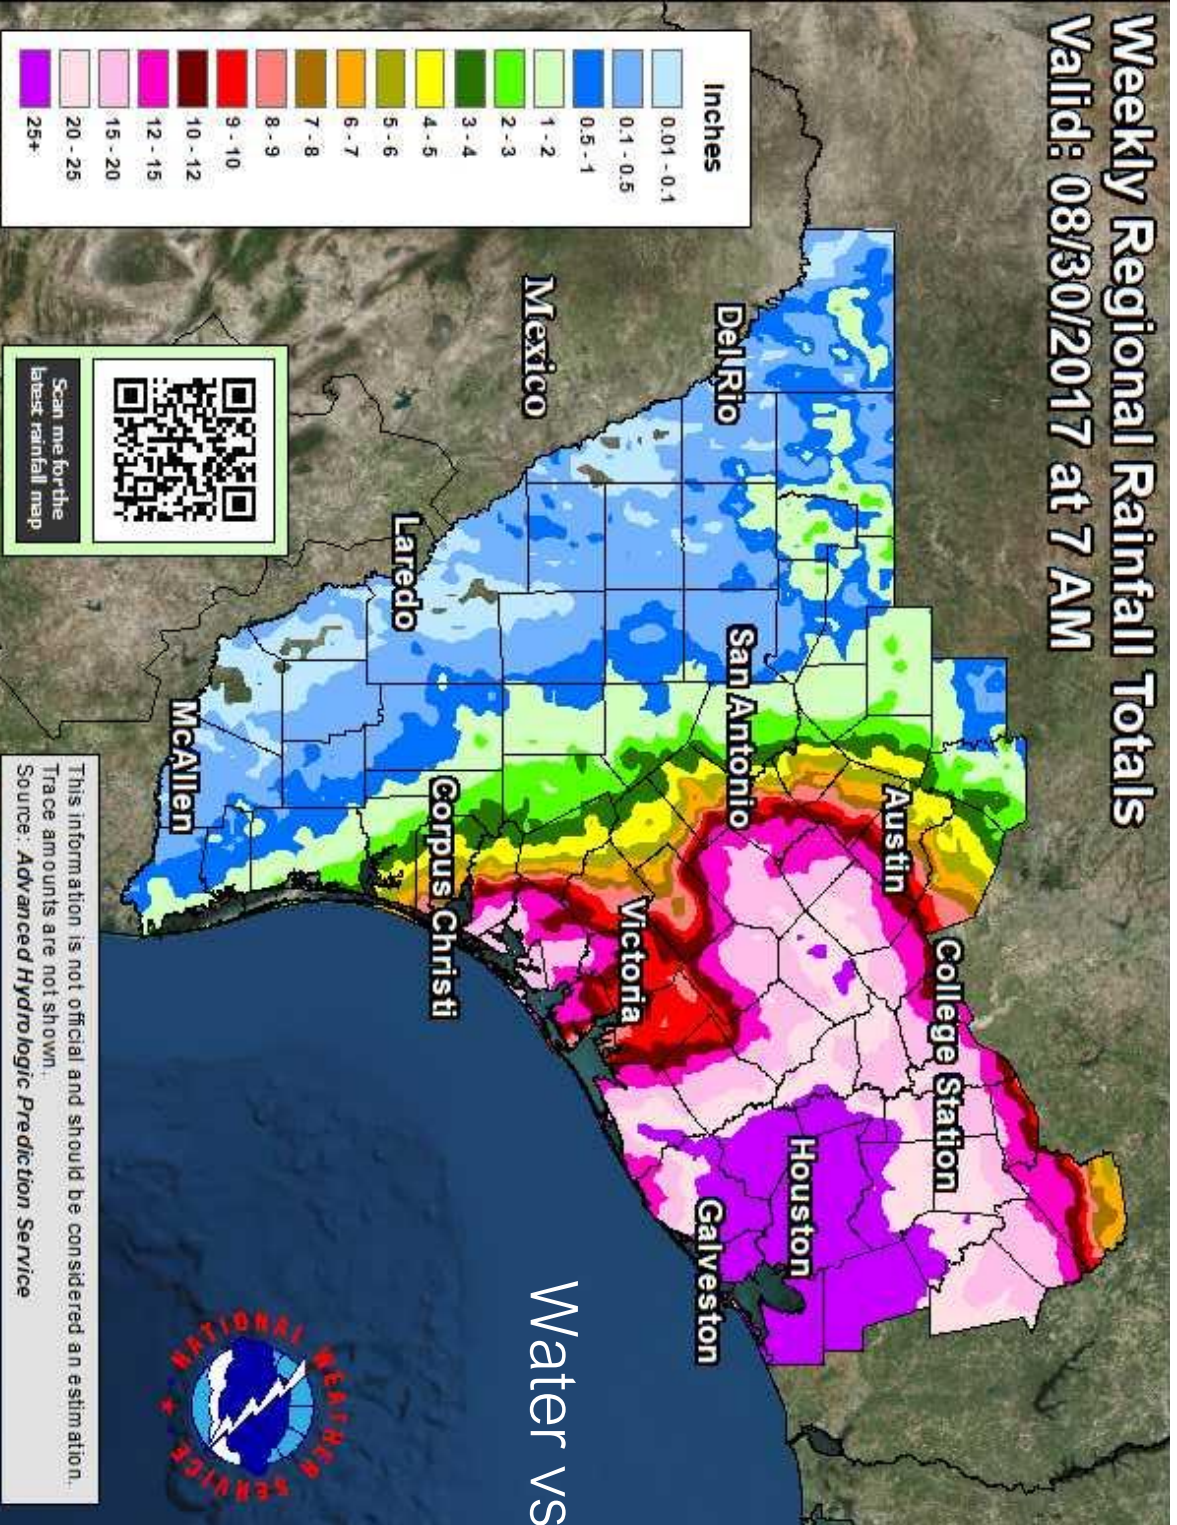 Weekly Regional Rainfall Totals
Valid: 08/30/2017 at 7 AM
Inches
0.01 - 0.1
0.1 - 0.5
0.5 - 1
1 - 2
2 - 3
3 - 4
4 - 5
5 - 6
6 - 7
7 - 8
8 - 9
9 - 10
10 - 12
12 - 15
15 - 20
20 - 25
25+
College Station
Austin
Houston
Del Rio
San Antonio
Galveston
Victoria
Mexico
Water vs
Corpus Christi
Laredo
McAllen
Scan me for the
latest rainfall map
This information is not official and should be considered an estimation.
Trace amounts are not shown.
Source: Advanced Hydrologic Prediction Service
NATIONAL WEATHER SERVICE